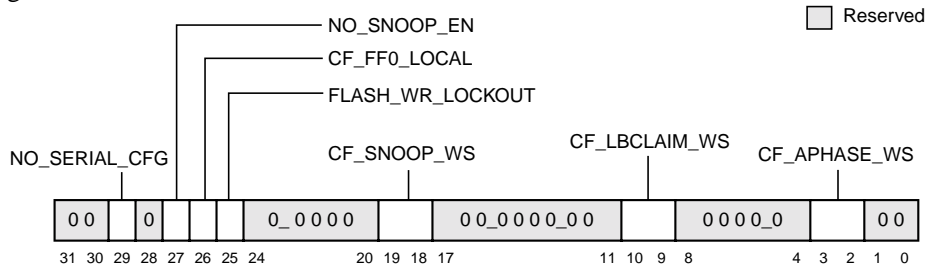 Reserved
NO_SNOOP_EN
CF_FF0_LOCAL
FLASH_WR_LOCKOUT
NO_SERIAL_CFG CF_SNOOP_WS CF_LBCLAIM_WS CF_APHASE_WS
0 0 0 0_0 0 0 0 0 0_0 0 0 0_0 0 0 0 0 0_0 0 0
31 30 29 28 27 26 25 24 20 19 18 17 11 10 9 8 4 3 2 1 0